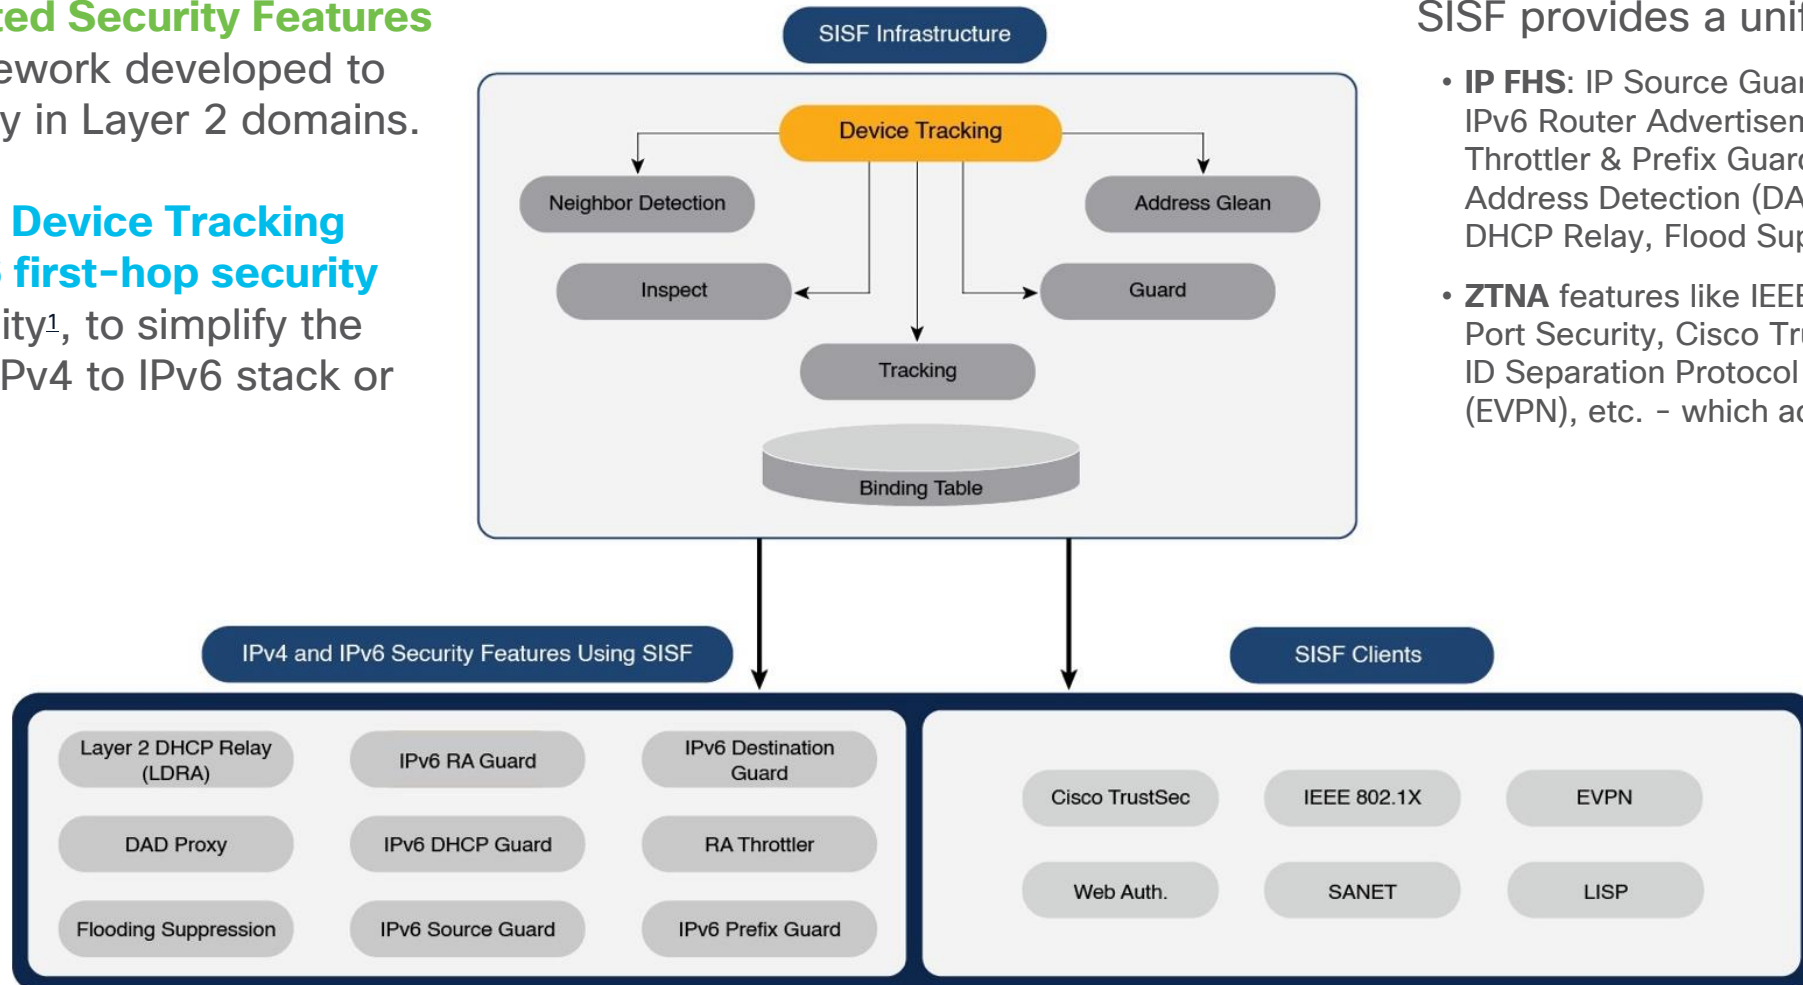 ted Security Features
ework developed to
y in Layer 2 domains.
Device Tracking
first-hop security
ity1, to simplify the
IPv4 to IPv6 stack or
SISF Infrastructure
Device Tracking
Neighbor Detection
Address Glean
Inspect
Guard
Tracking
Binding Table
SISF provides a unif
• IP FHS: IP Source Guar
IPv6 Router Advertisem
Throttler & Prefix Guard
Address Detection (DA
DHCP Relay, Flood Sup
• ZTNA features like IEEE
Port Security, Cisco Tru
ID Separation Protocol
(EVPN), etc. - which ac
IPv4 and IPv6 Security Features Using SISF
Layer 2 DHCP Relay
(LDRA)
IPv6 RA Guard
IPv6 Destination
Guard
DAD Proxy
IPv6 DHCP Guard
RA Throttler
Flooding Suppression
IPv6 Source Guard
IPv6 Prefix Guard
SISF Clients
Cisco TrustSec
IEEE 802.1X
EVPN
Web Auth.
SANET
LISP